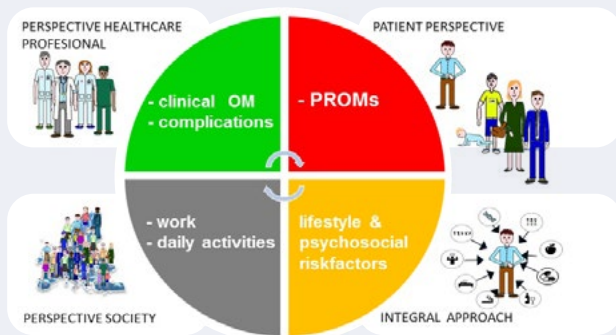 PERSPECTIVE HEALTHCARE
PROFESIONAL
PATIENT PERSPECTIVE
- clinical OM
- complications
- PROMs
- work
- daily activities
lifestyle &
psychosocial
riskfactors
PERSPECTIVE SOCIETY
INTEGRAL APPROACH